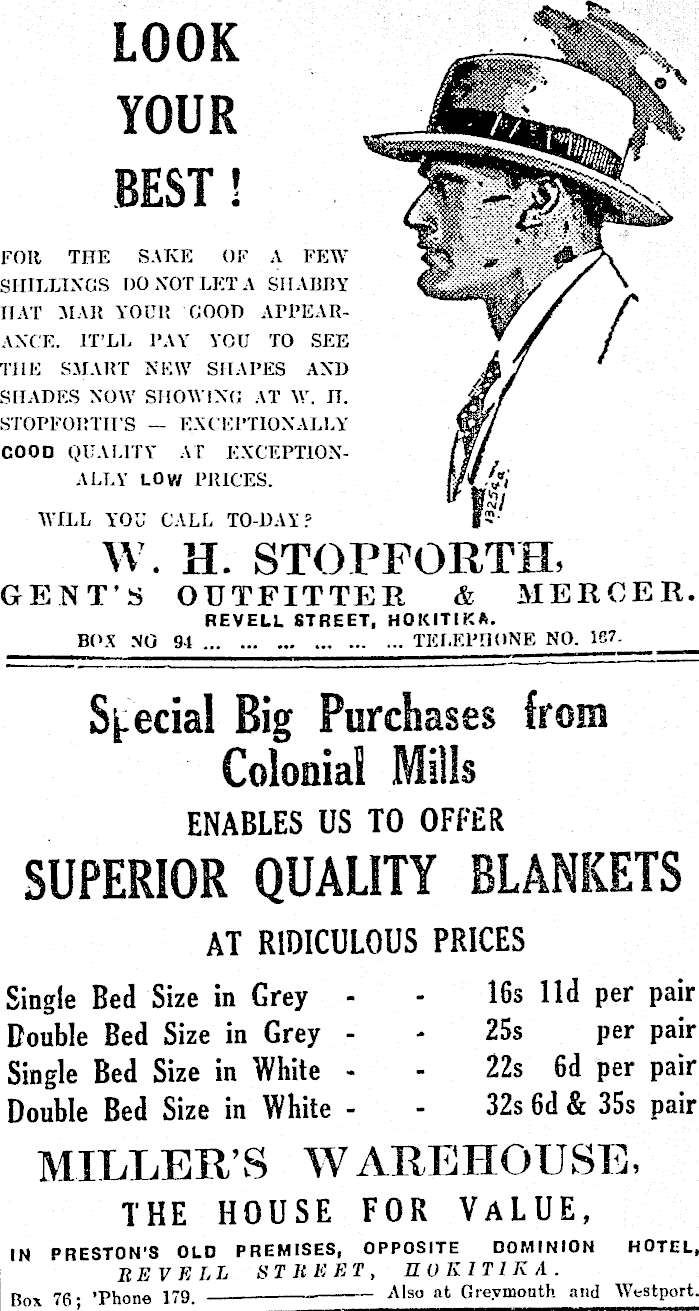 LOOK
YOUR
BEST !
FOR THE SAKE OF A FEW
SHILLINGS DO NOT LET A SHABBY
HAT MAR YOUR GOOD APPEAR-
ANCE. IT'LL PAY YOU TO SEE
THE SMART NEW SHAPES AND
SHADES NOW SHOWING AT W. H.
STOPFORTH'S — EXCEPTIONALLY
GOOD QUALITY AT EXCEPTION-
ALLY LOW PRICES.
WILL YOU CALL TO-DAY?
13254a
W. H. STOPFORTH,
GENT'S OUTFITTER & MERCER.
REVELL STREET, HOKITIKA.
BOX NO 94 ... ... ... ... ... ... TELEPHONE NO. 167.
Special Big Purchases from
Colonial Mills
ENABLES US TO OFFER
SUPERIOR QUALITY BLANKETS
AT RIDICULOUS PRICES
Single Bed Size in Grey - - 16s 11d per pair
Double Bed Size in Grey - - 25s per pair
Single Bed Size in White - - 22s 6d per pair
Double Bed Size in White - - 32s 6d & 35s pair
MILLER'S WAREHOUSE,
THE HOUSE FOR VALUE,
IN PRESTON'S OLD PREMISES, OPPOSITE DOMINION HOTEL,
REVELL STREET, HOKITIKA.
Box 76; 'Phone 179. ——— Also at Greymouth and Westport.